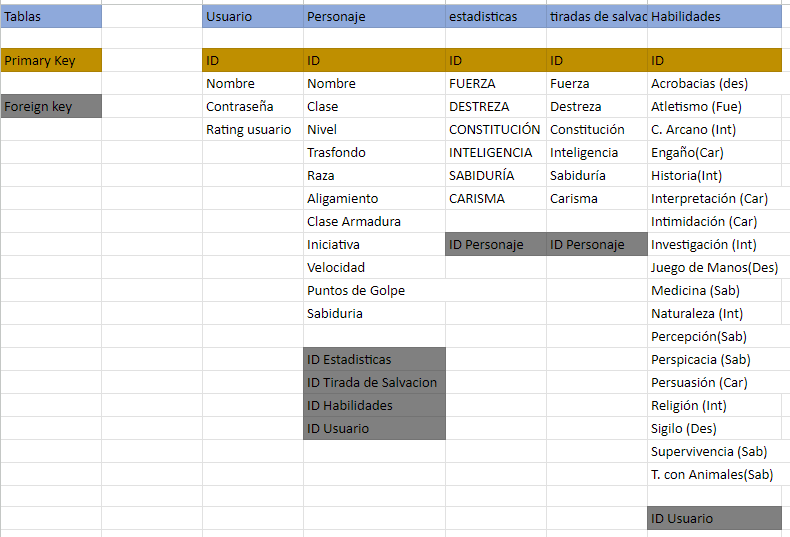 Tablas Usuario Personaje estadisticas tiradas de salvac Habilidades
Primary Key ID ID ID ID ID
Nombre Nombre FUERZA Fuerza Acrobacias (des)
Foreign key Contraseña Clase DESTREZA Destreza Atletismo (Fue)
Rating usuario Nivel CONSTITUCIÓN Constitución C. Arcano (Int)
Trasfondo INTELIGENCIA Inteligencia Engaño(Car)
Raza SABIDURÍA Sabiduría Historia(Int)
Aligamiento CARISMA Carisma Interpretación (Car)
Clase Armadura Intimidación (Car)
Iniciativa ID Personaje ID Personaje Investigación (Int)
Velocidad Juego de Manos(Des)
Puntos de Golpe Medicina (Sab)
Sabiduria Naturaleza (Int)
Percepción(Sab)
ID Estadisticas Perspicacia (Sab)
ID Tirada de Salvacion Persuasión (Car)
ID Habilidades Religión (Int)
ID Usuario Sigilo (Des)
Supervivencia (Sab)
T. con Animales(Sab)
ID Usuario